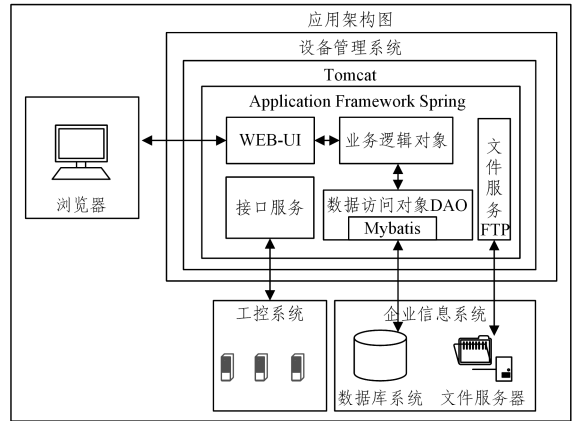 应用架构图
设备管理系统
Tomcat
Application Framework Spring
WEB-UI
业务逻辑对象
文件服务FTP
浏览器
接口服务
数据访问对象DAO
Mybatis
工控系统
企业信息系统
数据库系统
文件服务器